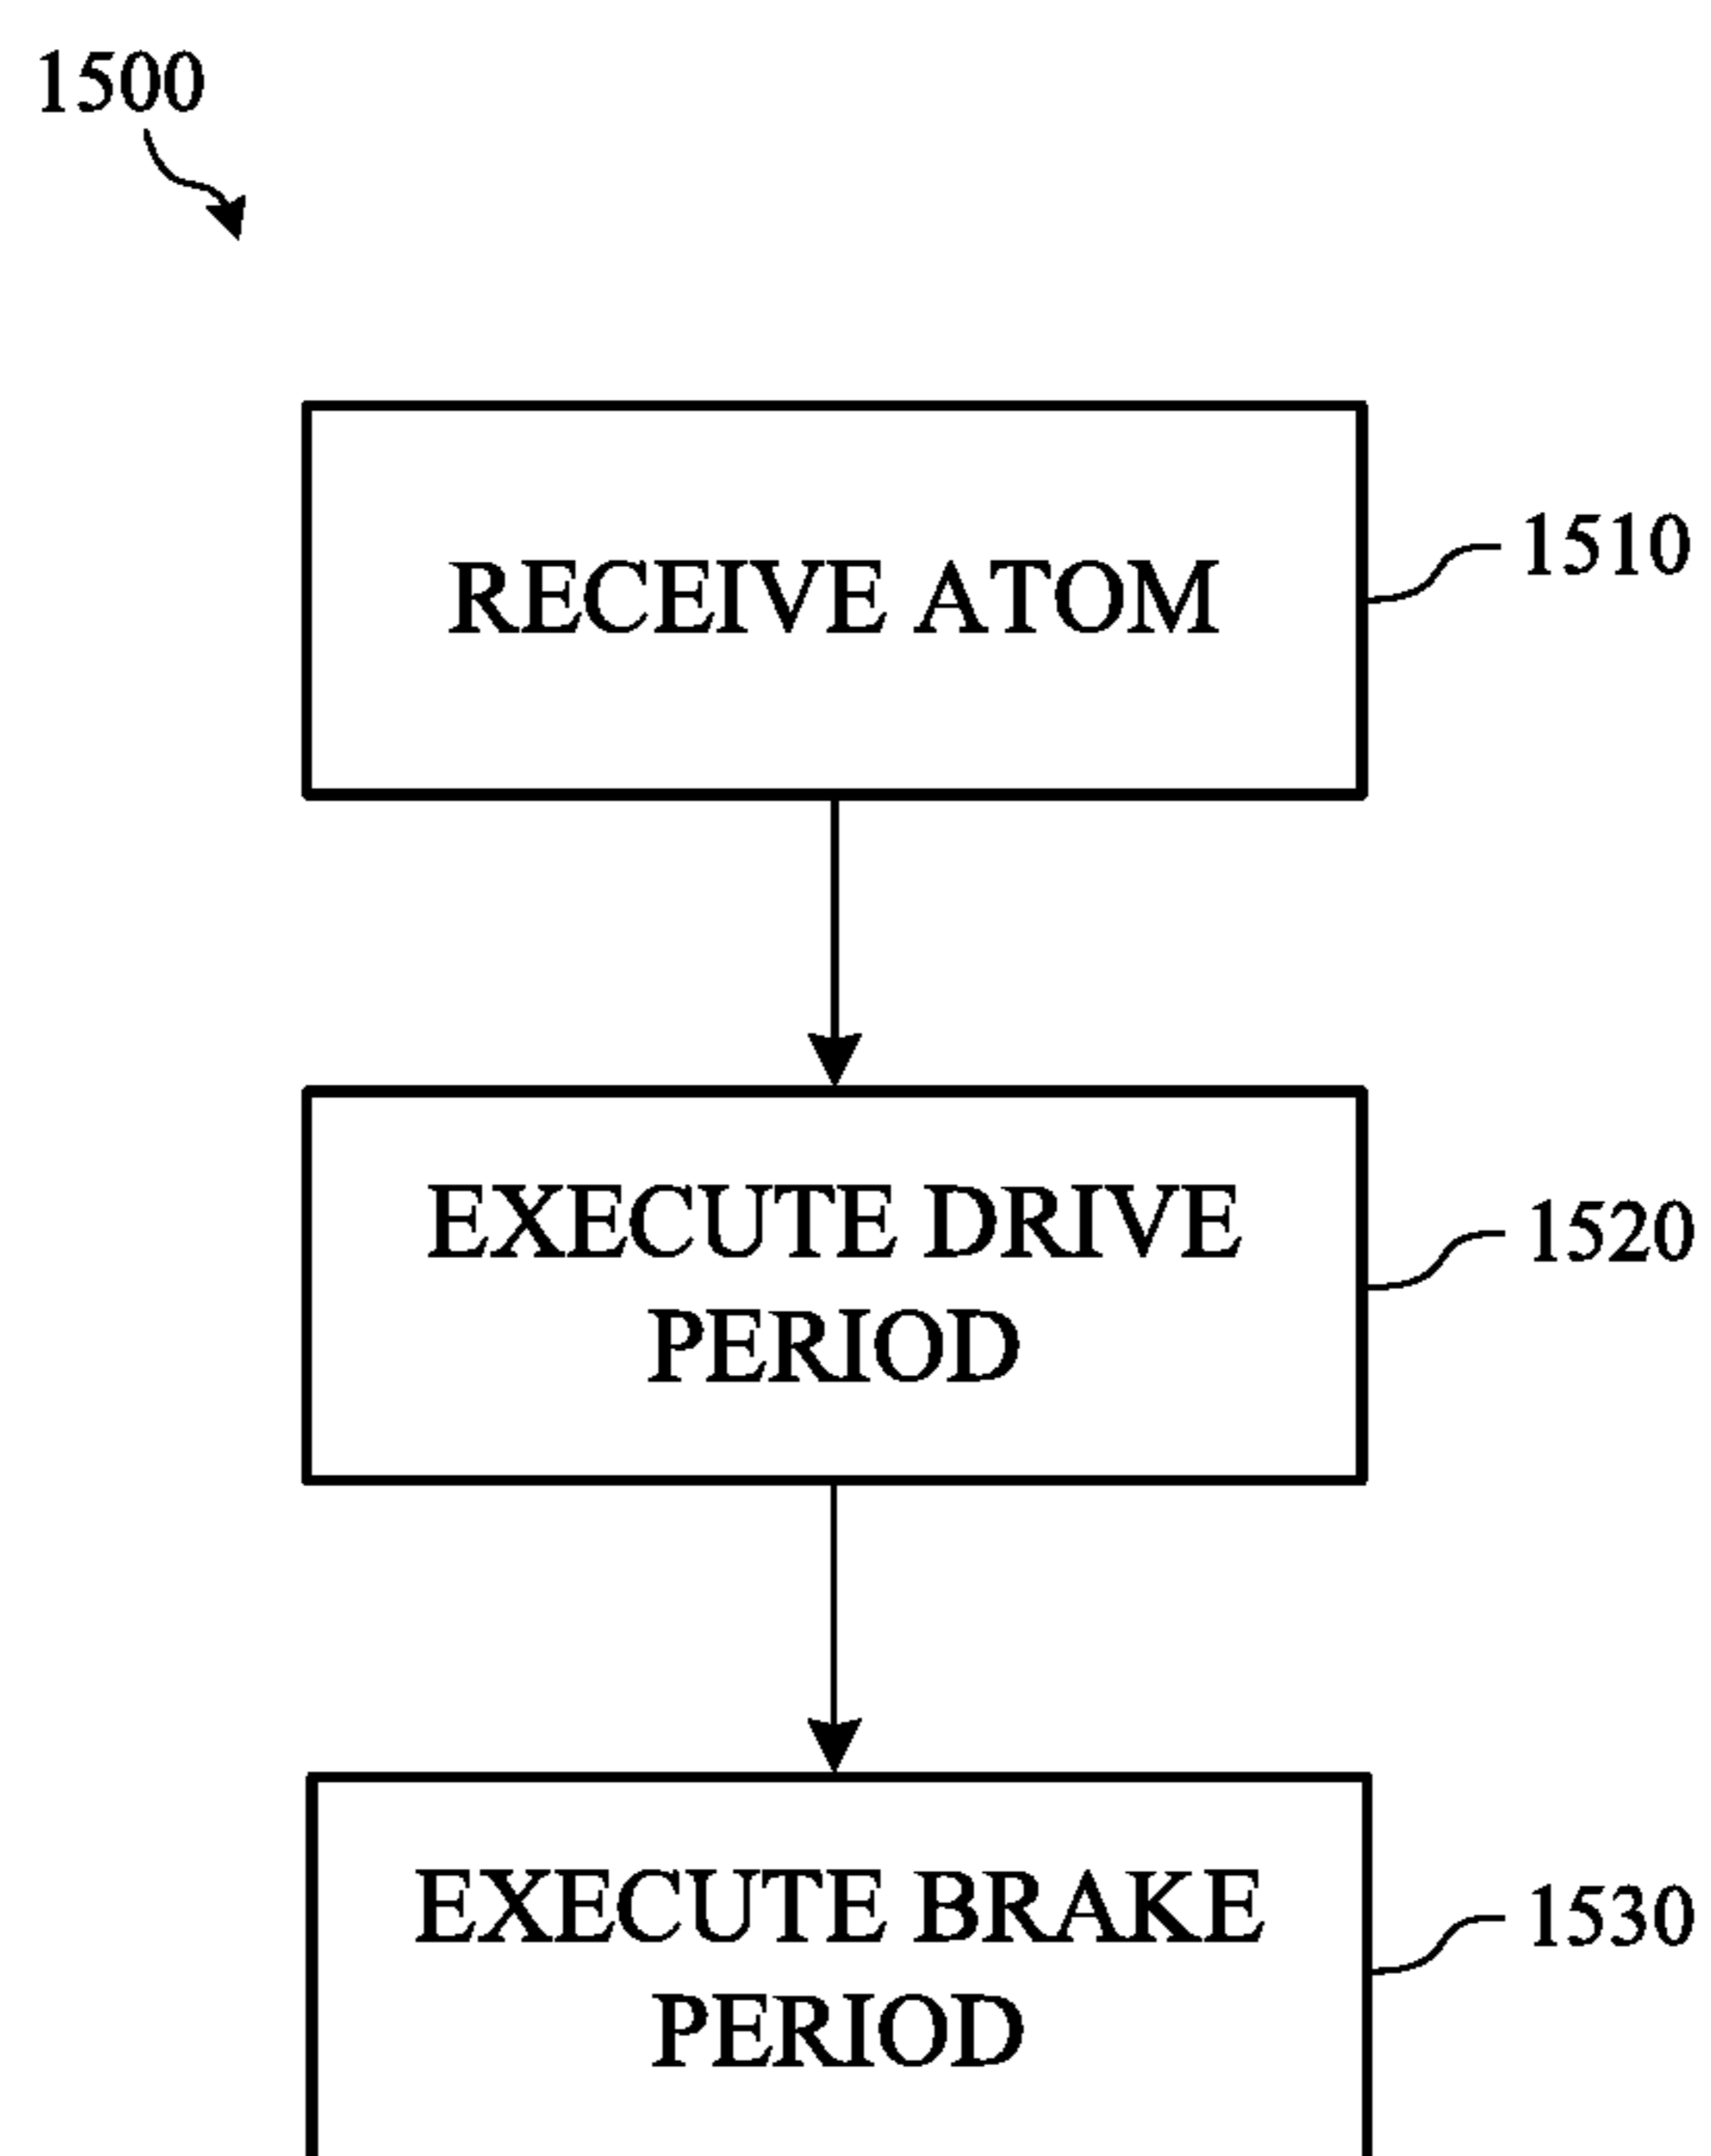 1500
RECEIVE ATOM
1510
EXECUTE DRIVE
PERIOD
1520
EXECUTE BRAKE
PERIOD
1530